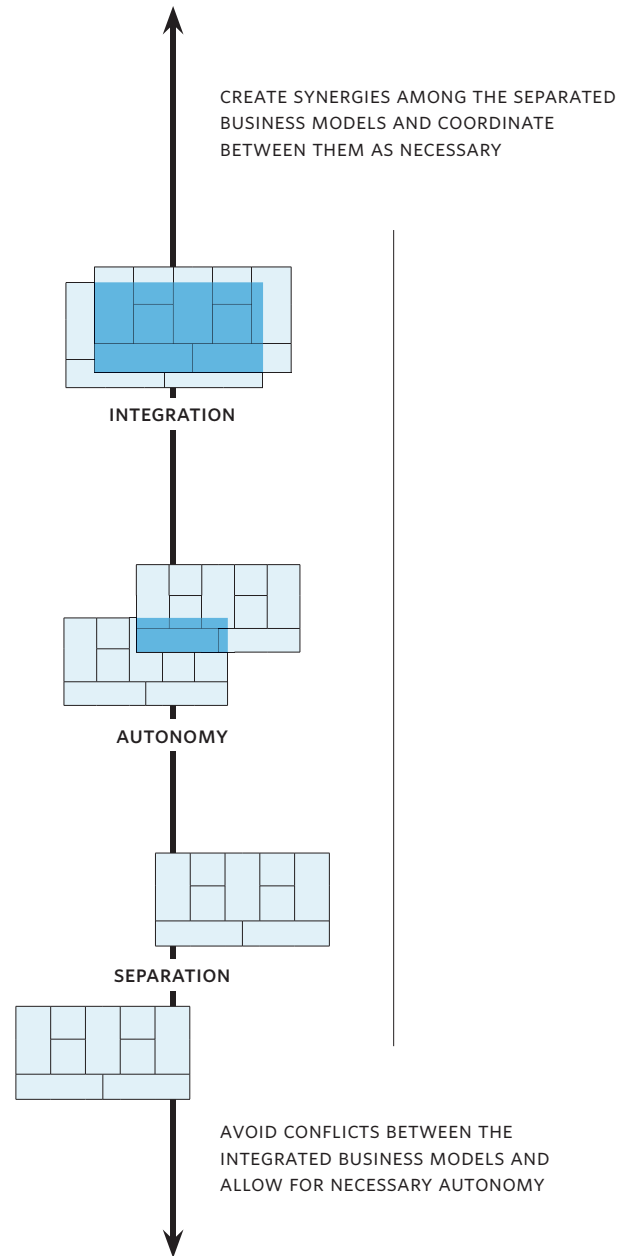 CREATE SYNERGIES AMONG THE SEPARATED
BUSINESS MODELS AND COORDINATE
BETWEEN THEM AS NECESSARY
INTEGRATION
AUTONOMY
SEPARATION
AVOID CONFLICTS BETWEEN THE
INTEGRATED BUSINESS MODELS AND
ALLOW FOR NECESSARY AUTONOMY